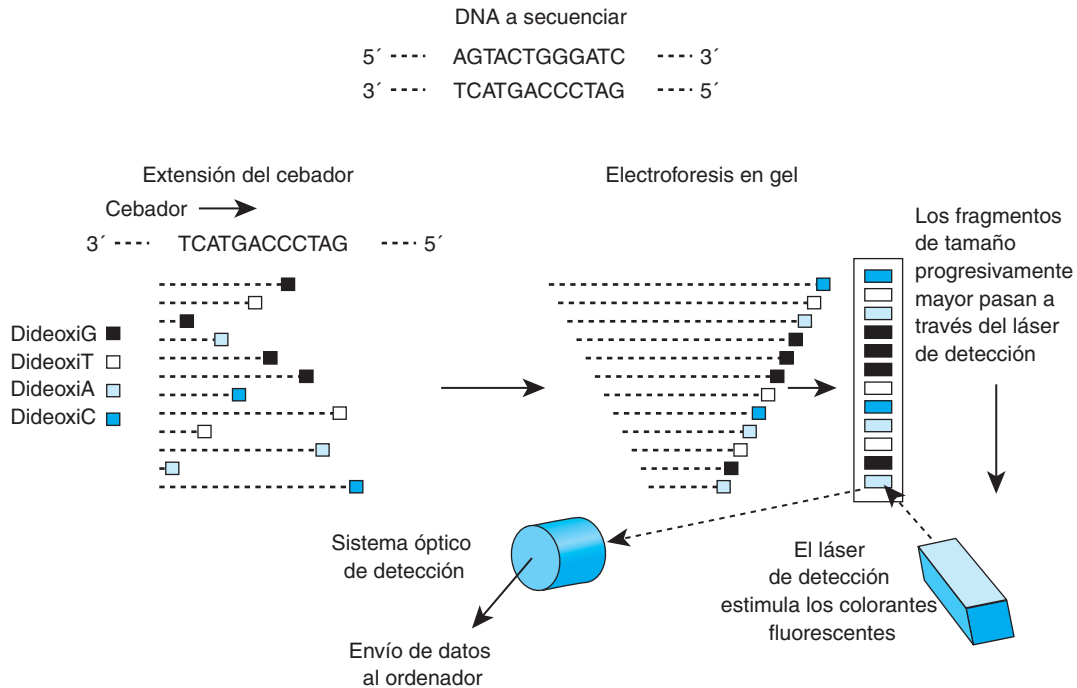 DNA a secuenciar
5´ ---- AGTACTGGGATC ---- 3´
3´ ---- TCATGACCCTAG ---- 5´
Extensión del cebador
Cebador
3´ ---- TCATGACCCTAG ---- 5´
DideoxiG
DideoxiT
DideoxiA
DideoxiC
Electroforesis en gel
Los fragmentos
de tamaño
progresivamente
mayor pasan a
través del láser
de detección
Sistema óptico
de detección
Envío de datos
al ordenador
El láser
de detección
estimula los colorantes
fluorescentes